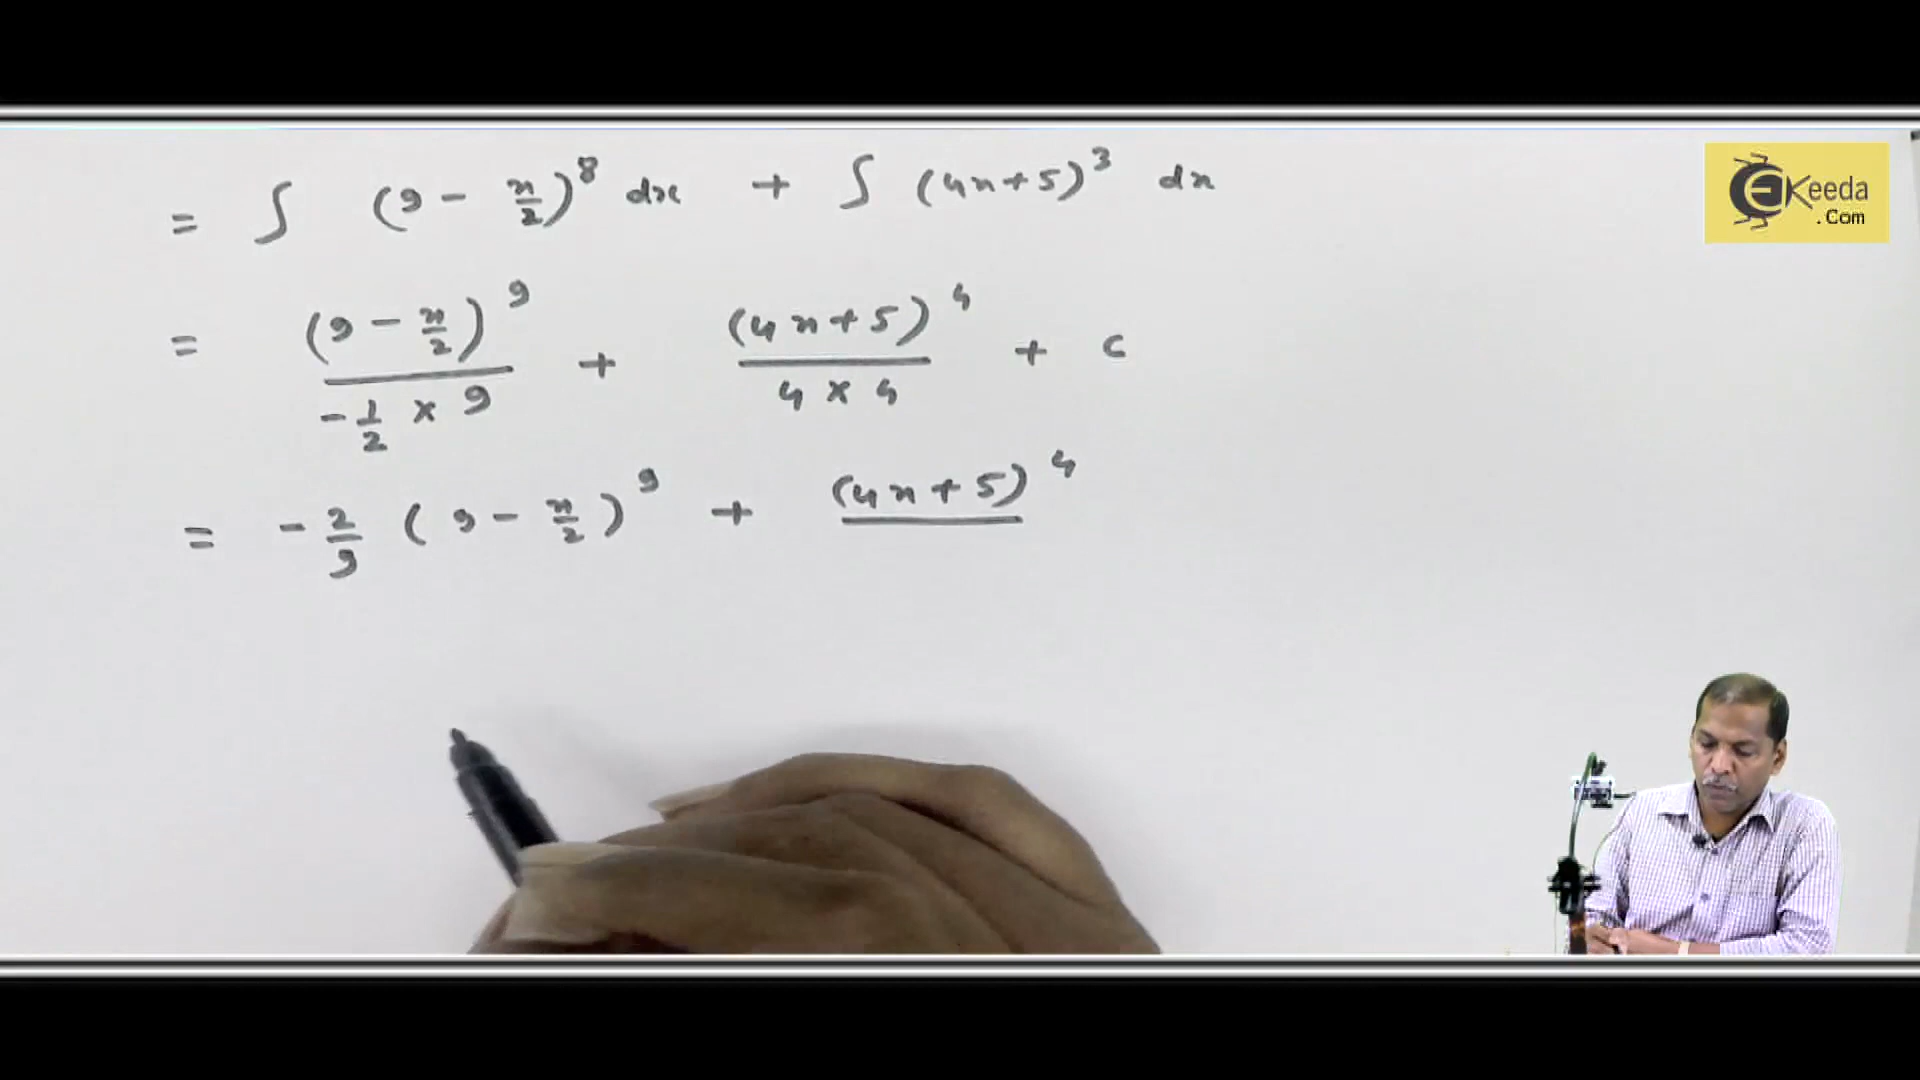 = ∫ (9 - x/2)^8 dx + ∫ (4x+5)^3 dx
= (9 - x/2)^9 / (-1/2 × 9) + (4x+5)^4 / (4 × 4) + c
= -2/9 (9 - x/2)^9 + (4x+5)^4
eKeeda
.Com